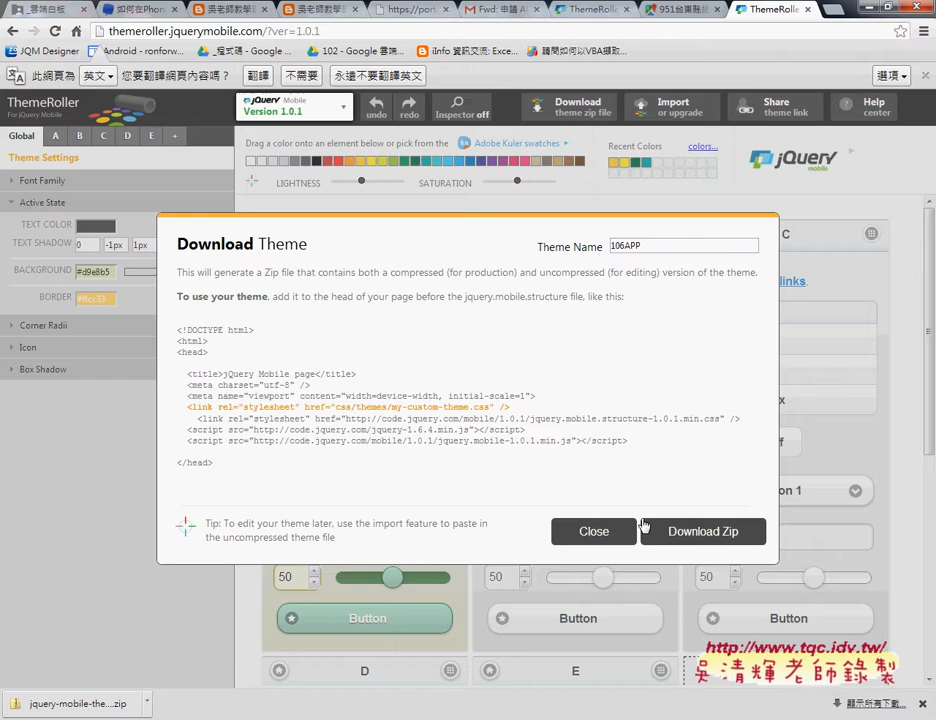 _雲端白板
如何在Phon
吳老師教學
吳老師教學
https://port
Gmail - Fwd: 申請 AS
ThemeRoller
951台東縣綠
ThemeRoller
themeroller.jquerymobile.com/?ver=1.0.1
JQM Designer
Android - ronforw...
_程式碼 - Google ...
102 - Google 雲端...
iInfo 資訊交流: Exce...
請問如何以VBA擷取...
此網頁為
英文
您要翻譯網頁內容嗎？
翻譯
不需要
永遠不要翻譯英文
選項
ThemeRoller
For jQuery Mobile
jQuery Mobile
Version 1.0.1
undo
redo
Inspector off
Download
theme zip file
Import
or upgrade
Share
theme link
Help
center
Global
A
B
C
D
E
+
Drag a color onto an element below or pick from the
Adobe Kuler swatches
Recent Colors
colors...
LIGHTNESS
SATURATION
jQuery
mobile
Theme Settings
Font Family
Active State
TEXT COLOR
TEXT SHADOW
0
-1px
1px
BACKGROUND
#d9e8b5
BORDER
#ffcc33
Corner Radii
Icon
Box Shadow
C
links.
Download Theme
Theme Name
106APP
This will generate a Zip file that contains both a compressed (for production) and uncompressed (for editing) version of the theme.
To use your theme, add it to the head of your page before the jquery.mobile.structure file, like this:
<!DOCTYPE html>
<html>
<head>
<title>jQuery Mobile page</title>
<meta charset="utf-8" />
<meta name="viewport" content="width=device-width, initial-scale=1">
<link rel="stylesheet" href="css/themes/my-custom-theme.css" />
<link rel="stylesheet" href="http://code.jquery.com/mobile/1.0.1/jquery.mobile.structure-1.0.1.min.css" />
<script src="http://code.jquery.com/jquery-1.6.4.min.js"></script>
<script src="http://code.jquery.com/mobile/1.0.1/jquery.mobile-1.0.1.min.js"></script>
</head>
Tip: To edit your theme later, use the import feature to paste in
the uncompressed theme file
Close
Download Zip
x
f
n 1
50
50
50
Button
Button
Button
D
E
http://www.tqc.idv.tw/
吳清輝老師錄製
jquery-mobile-the....zip
顯示所有下載...